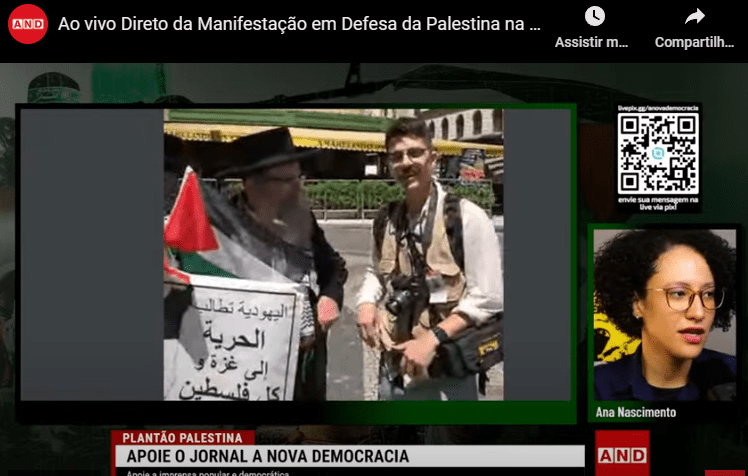 AND
Ao vivo Direto da Manifestação em Defesa da Palestina na ...
Assistir m...
Compartilh...
livepix.gg/anovademocracia
envie sua mensagem na
live via pix!
اليهودية تطالب
الحرية
إلى غزة و
كل فلسطين
Ana Nascimento
PLANTÃO PALESTINA
APOIE O JORNAL A NOVA DEMOCRACIA
Apoie a imprensa popular e democrática
AND